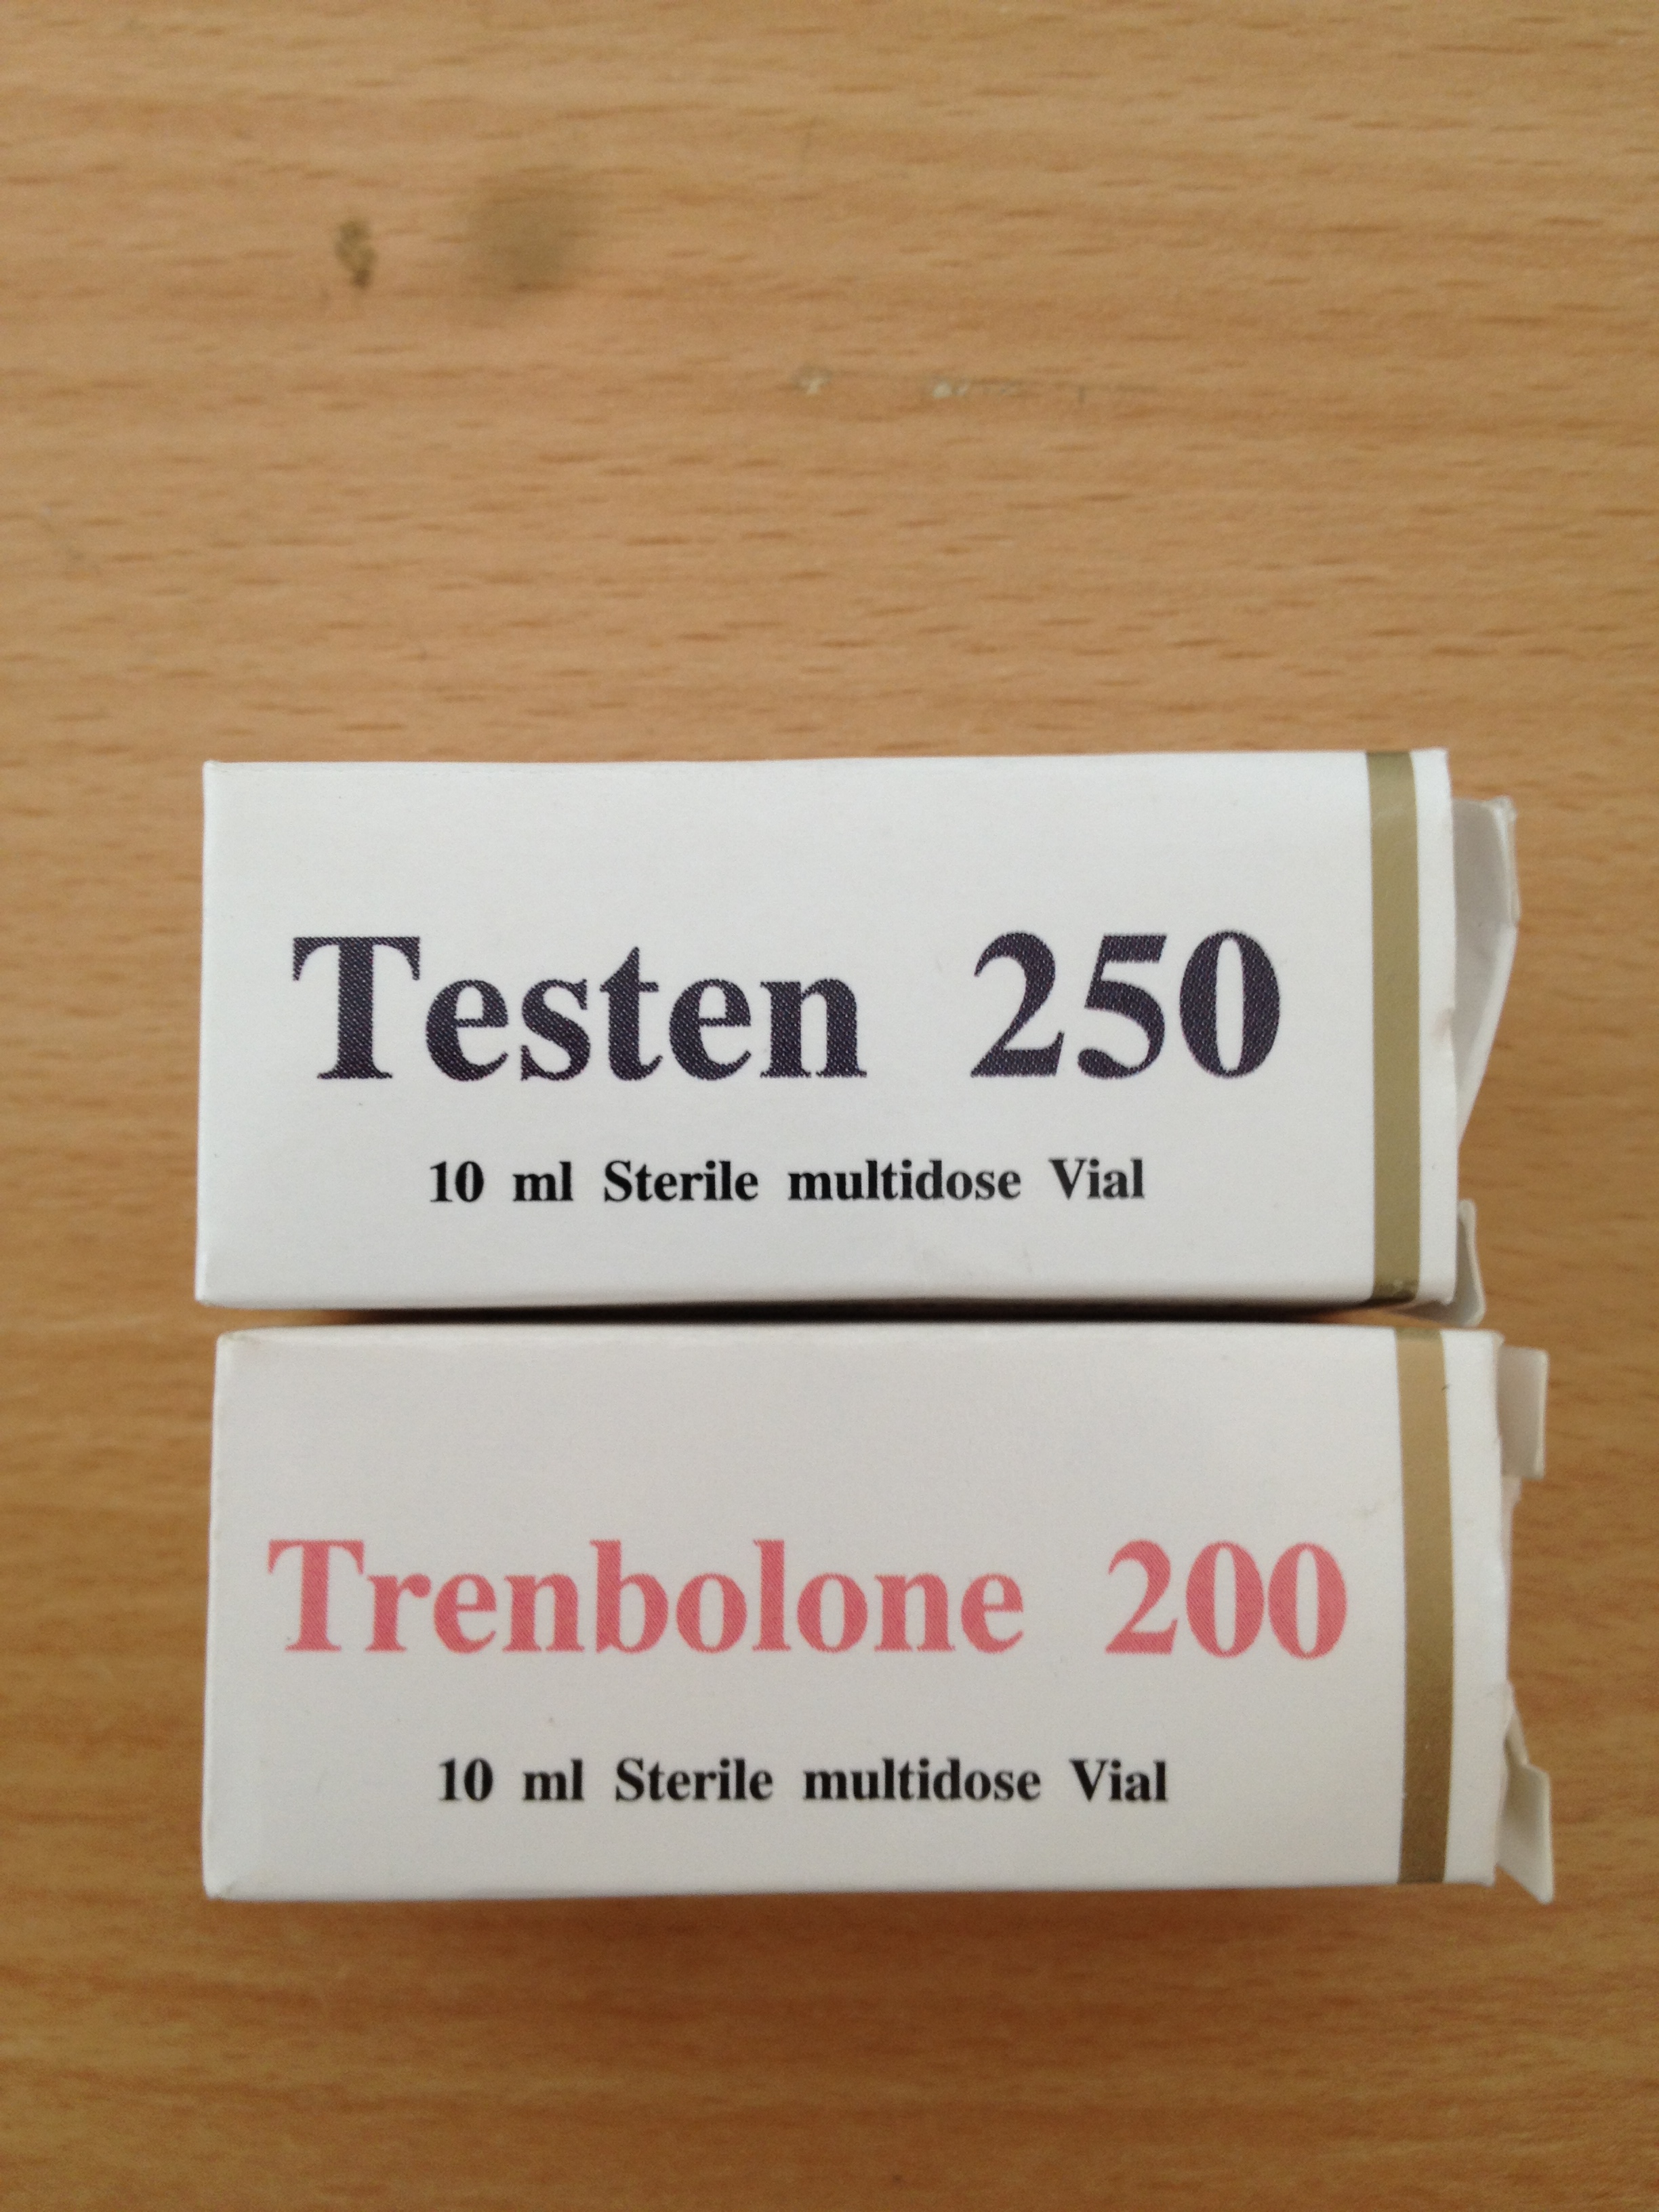 Testen 250
10 ml Sterile multidose Vial
Trenbolone 200
10 ml Sterile multidose Vial